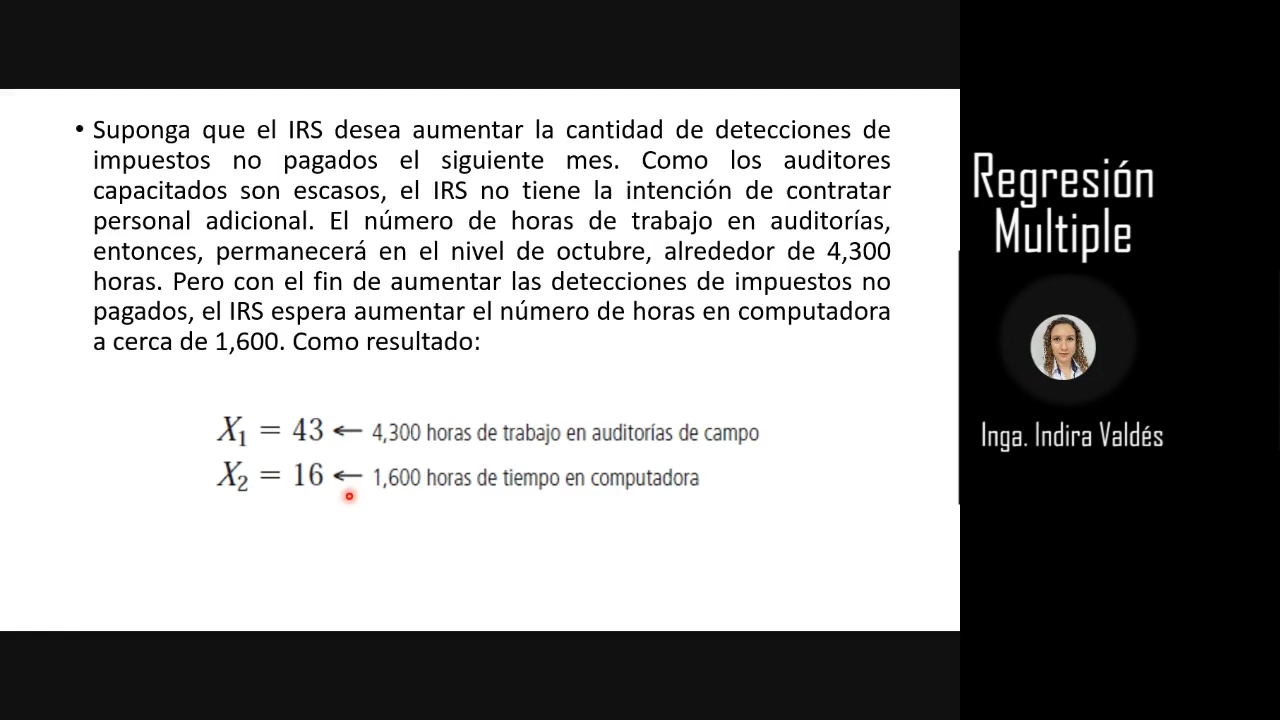 • Suponga que el IRS desea aumentar la cantidad de detecciones de
impuestos no pagados el siguiente mes. Como los auditores
capacitados son escasos, el IRS no tiene la intención de contratar
personal adicional. El número de horas de trabajo en auditorías,
entonces, permanecerá en el nivel de octubre, alrededor de 4,300
horas. Pero con el fin de aumentar las detecciones de impuestos no
pagados, el IRS espera aumentar el número de horas en computadora
a cerca de 1,600. Como resultado:
X₁ = 43 ← 4,300 horas de trabajo en auditorías de campo
X₂ = 16 ← 1,600 horas de tiempo en computadora
Regresión
Multiple
Inga. Indira Valdés